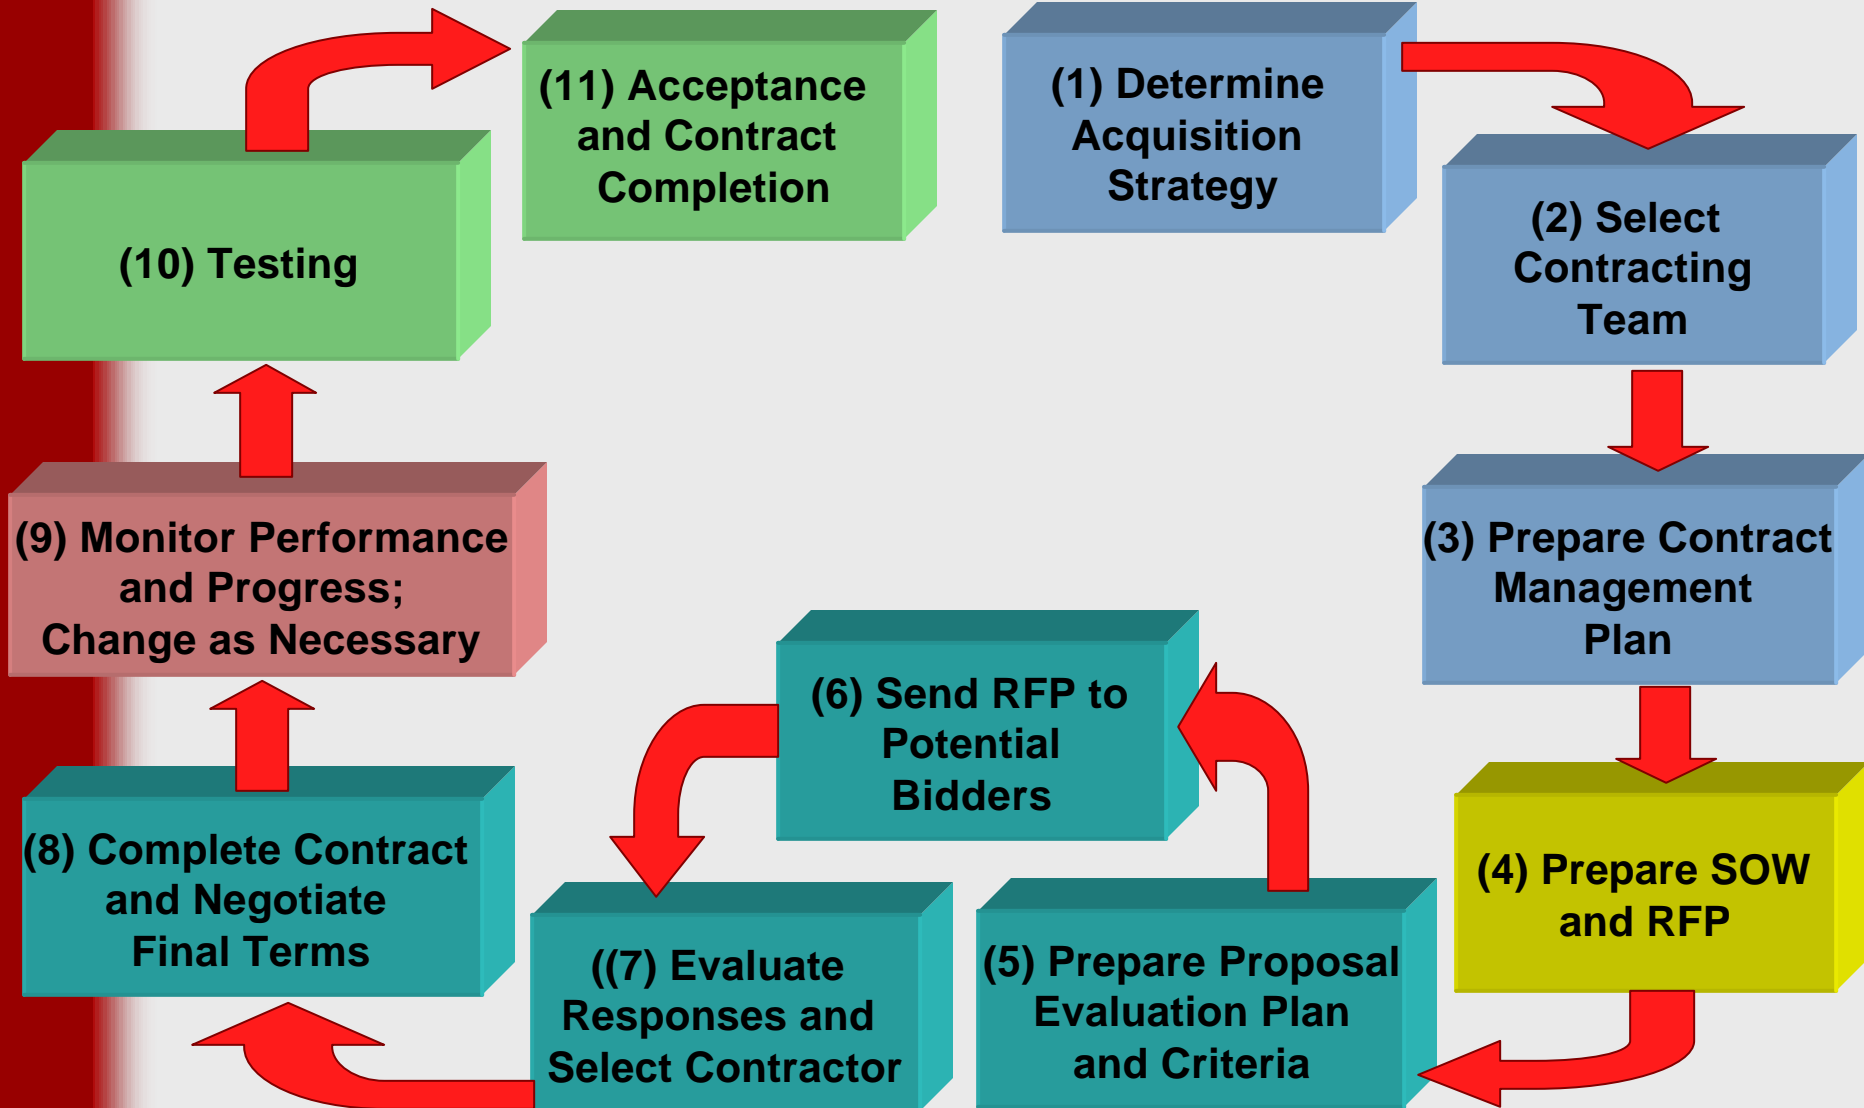 (1) Determine
Acquisition
Strategy
(2) Select
Contracting
Team
(3) Prepare Contract
Management
Plan
(4) Prepare SOW
and RFP
(5) Prepare Proposal
Evaluation Plan
and Criteria
(6) Send RFP to
Potential
Bidders
((7) Evaluate
Responses and
Select Contractor
(8) Complete Contract
and Negotiate
Final Terms
(9) Monitor Performance
and Progress;
Change as Necessary
(10) Testing
(11) Acceptance
and Contract
Completion